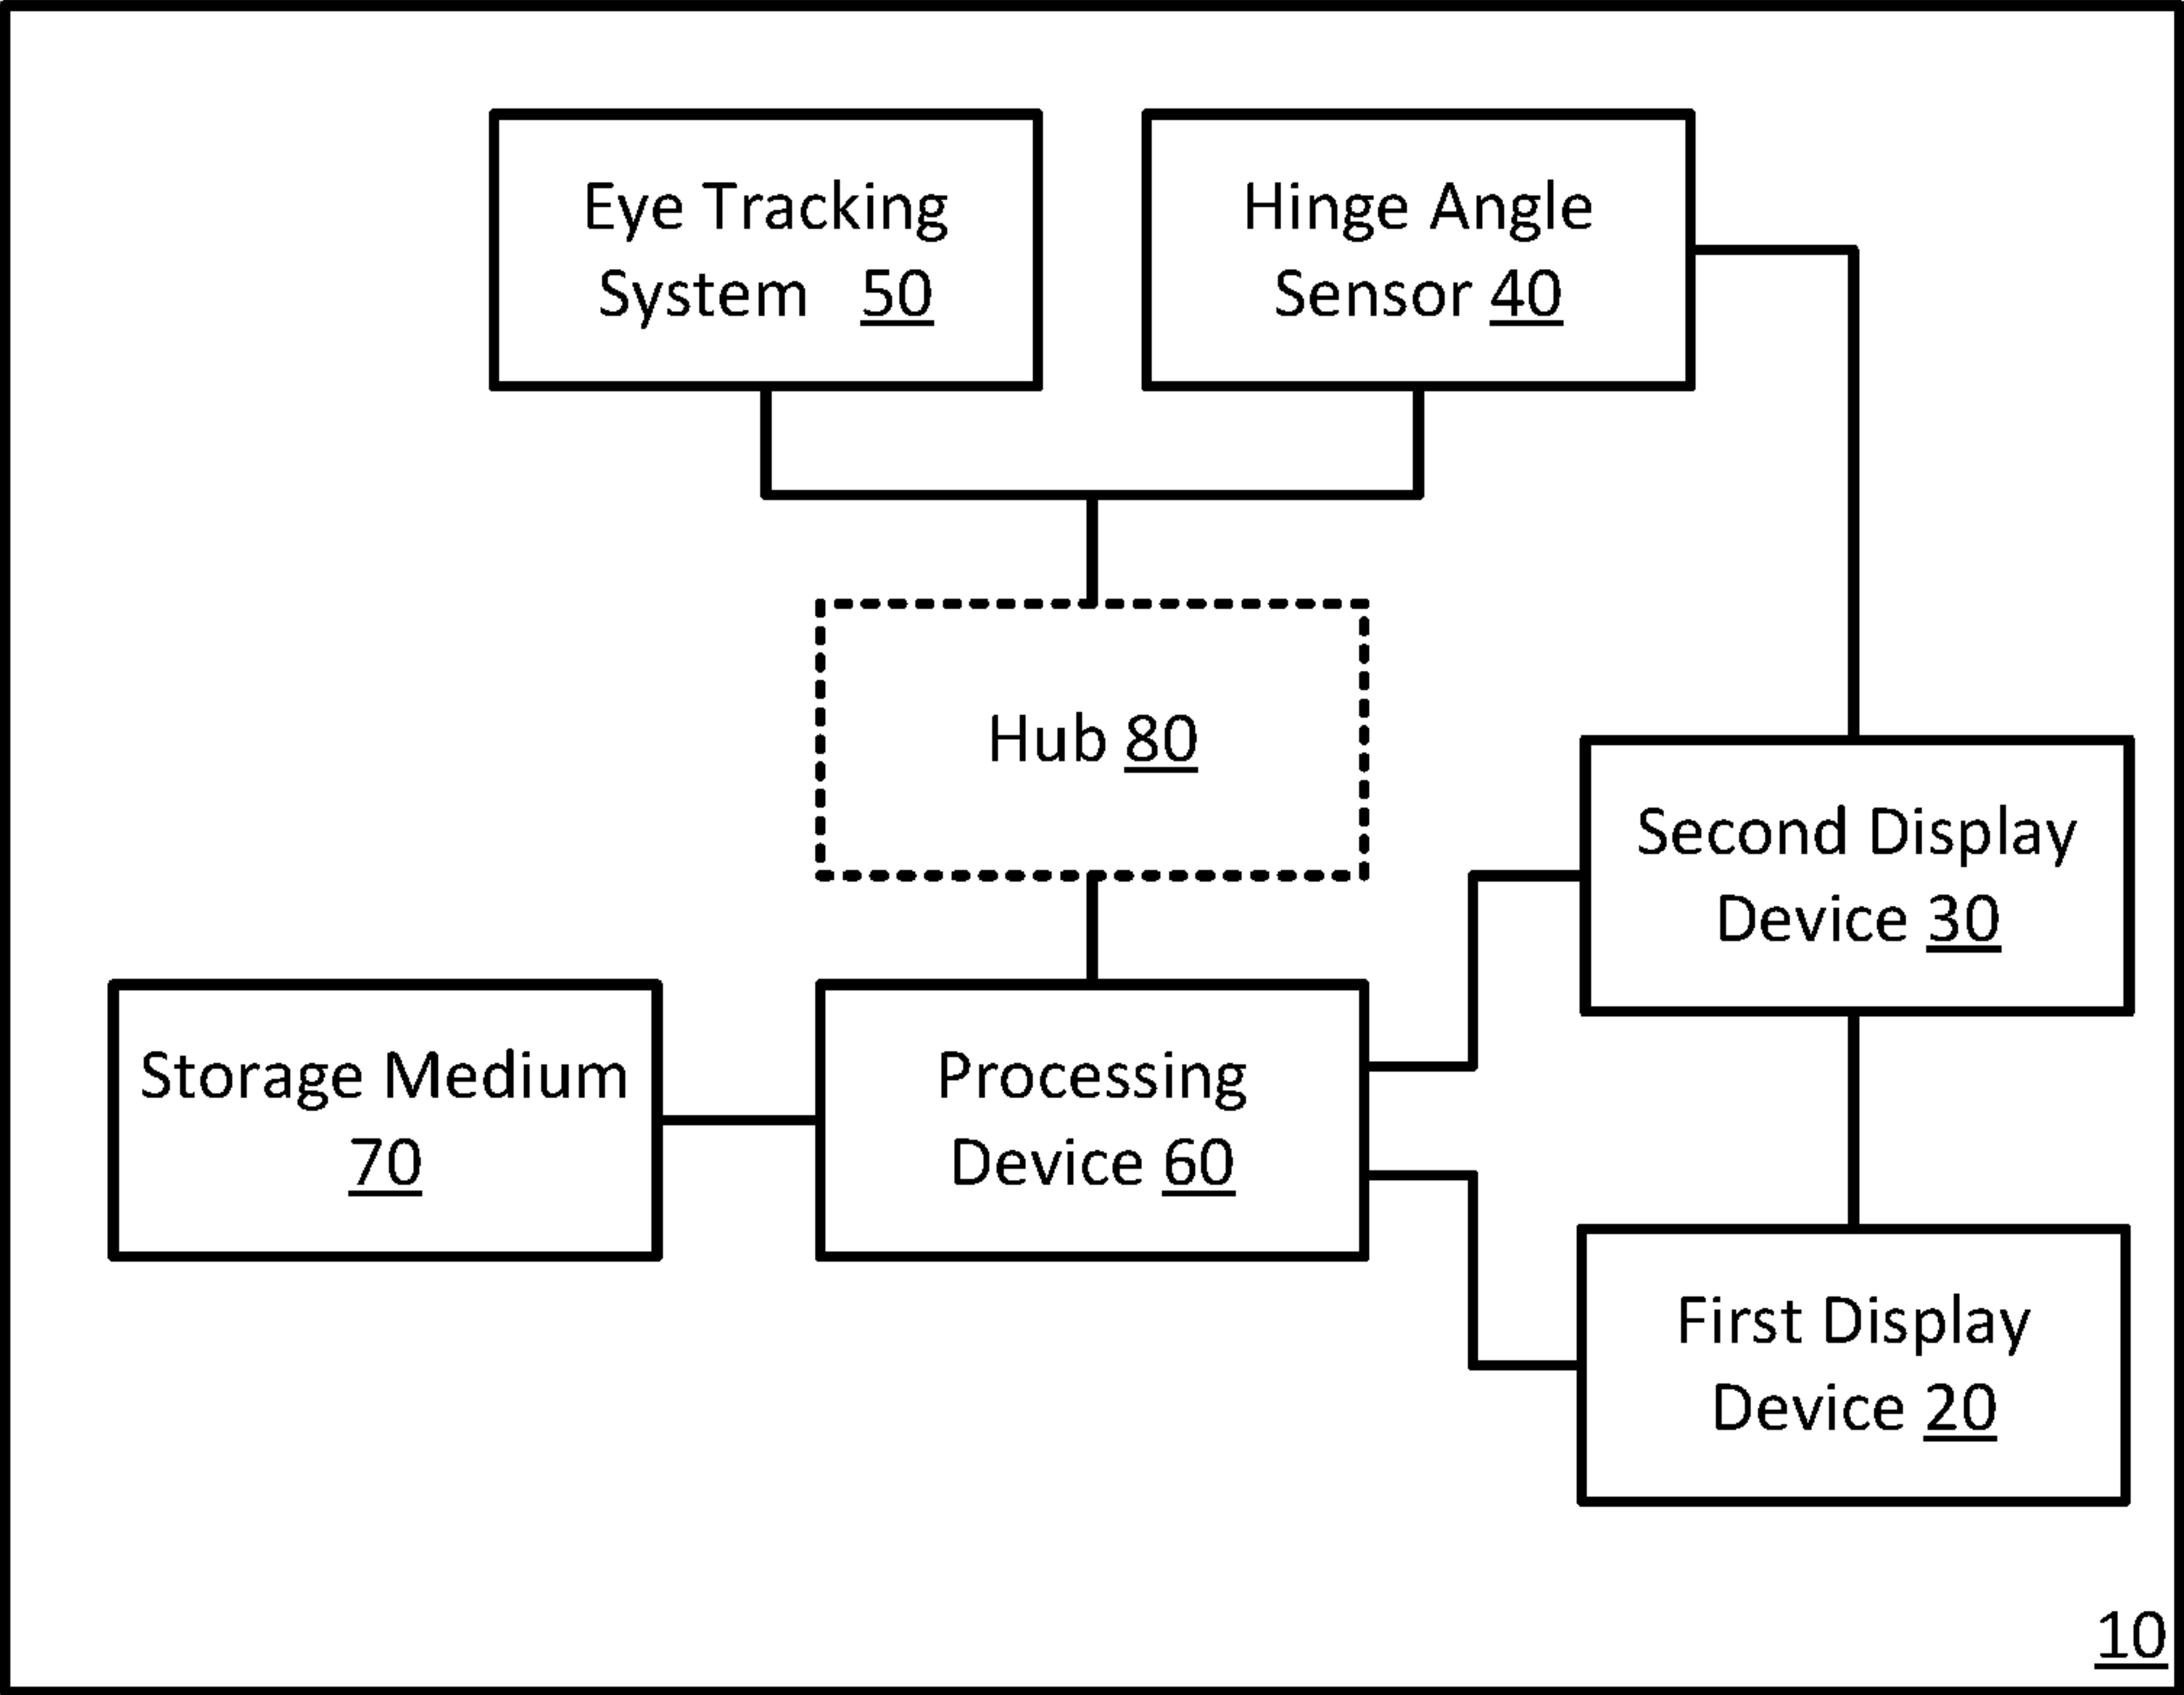 Eye Tracking
System 50
Hinge Angle
Sensor 40
Hub 80
Second Display
Device 30
Storage Medium
70
Processing
Device 60
First Display
Device 20
10